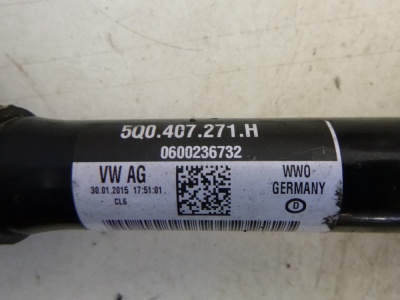 5Q0.407.271.H
0600236732
VW AG
30.01.2015 17:51:01
CL6
WWO
GERMANY
D